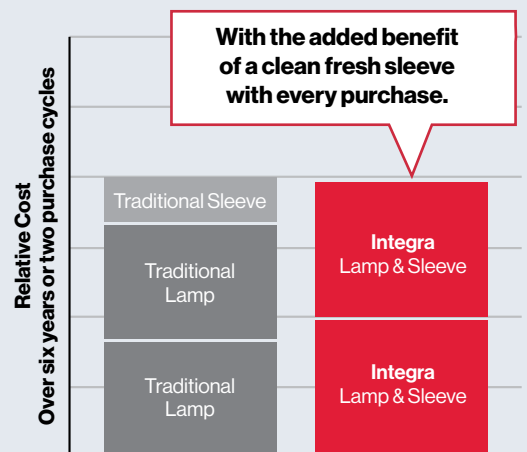 With the added benefit
of a clean fresh sleeve
with every purchase.
Relative Cost
Over six years or two purchase cycles
Traditional Sleeve
Traditional
Lamp
Traditional
Lamp
Integra
Lamp & Sleeve
Integra
Lamp & Sleeve